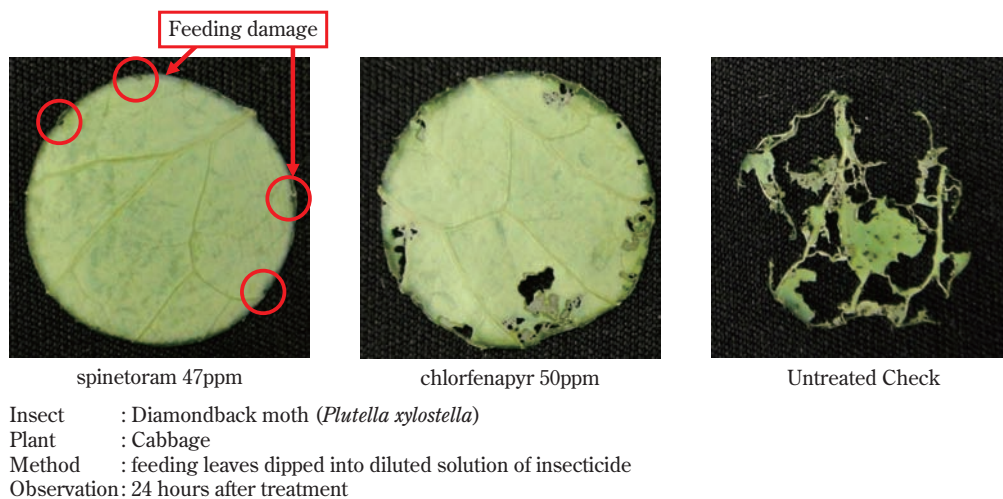 Feeding damage
spinetoram 47ppm
chlorfenapyr 50ppm
Untreated Check
Insect : Diamondback moth (Plutella xylostella)
Plant : Cabbage
Method : feeding leaves dipped into diluted solution of insecticide
Observation : 24 hours after treatment